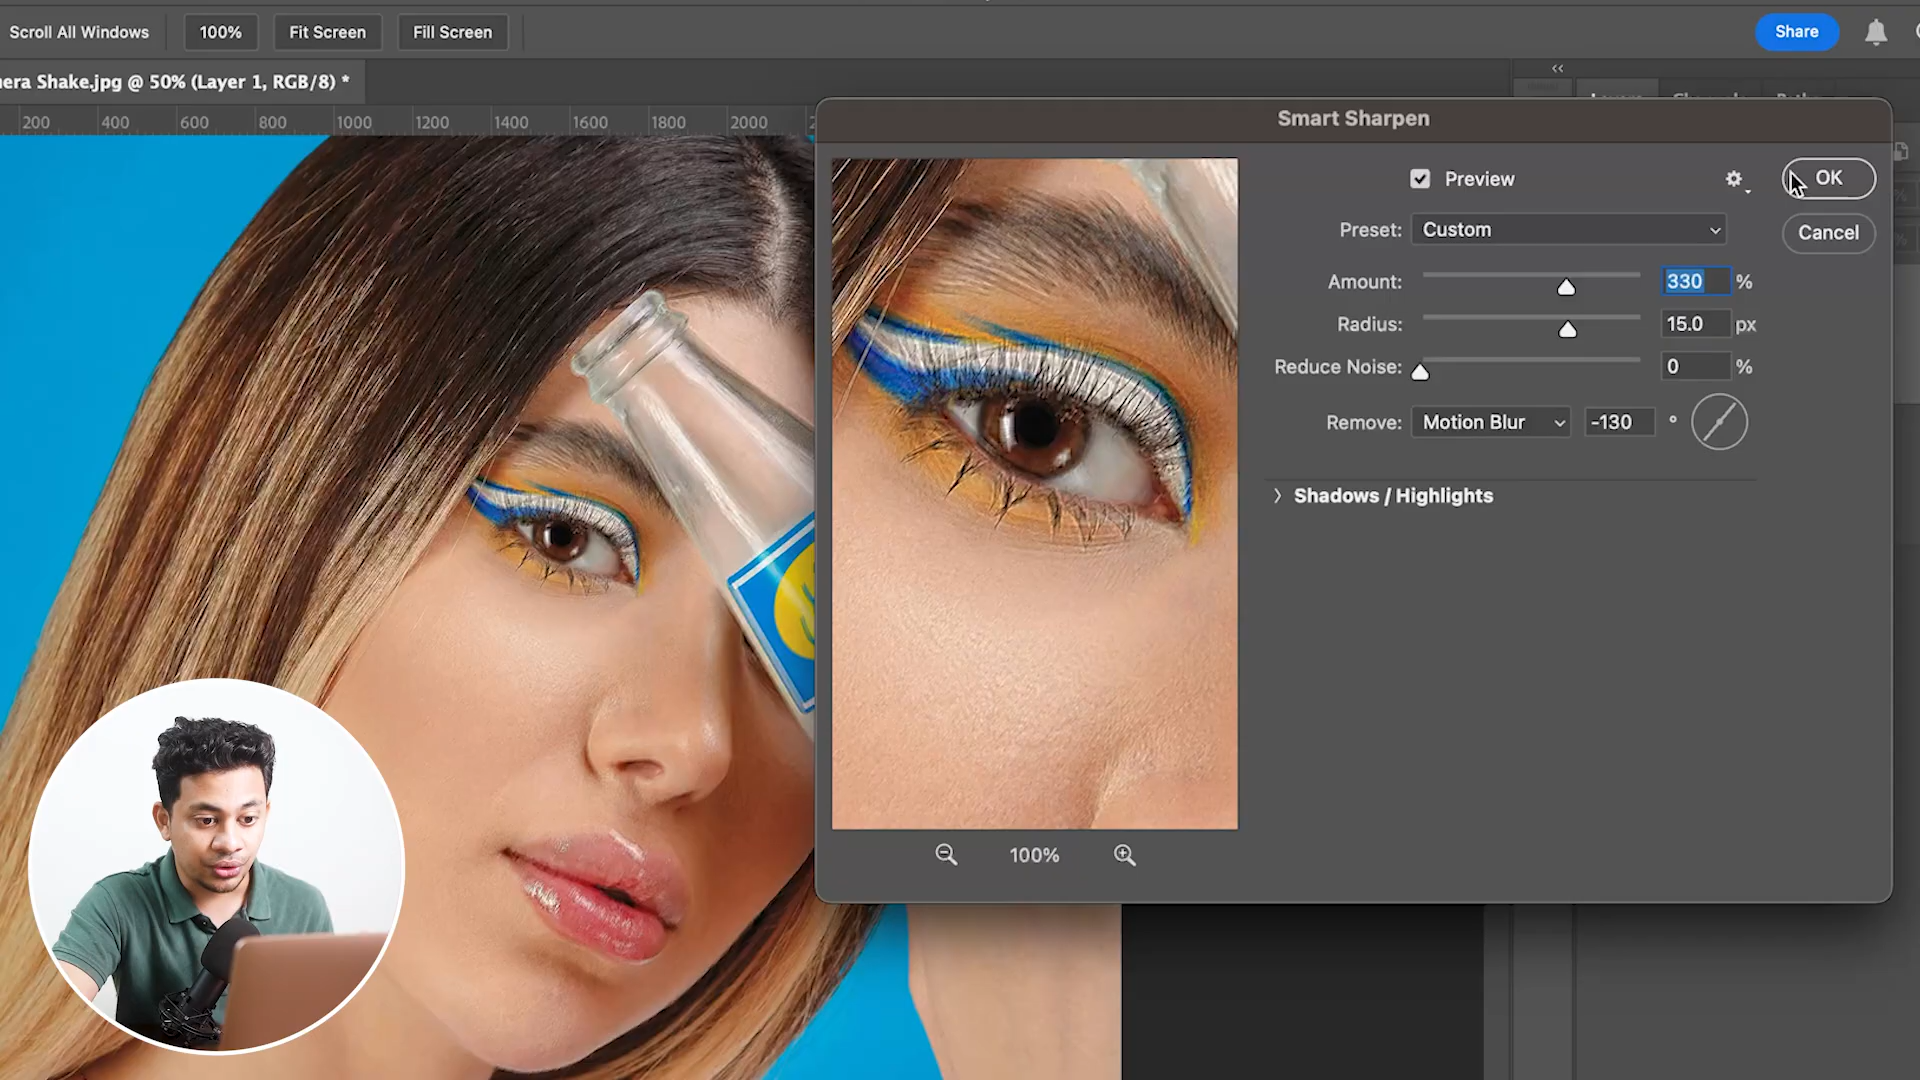 Scroll All Windows
100%
Fit Screen
Fill Screen
Share
era Shake.jpg @ 50% (Layer 1, RGB/8) *
200 400 600 800 1000 1200 1400 1600 1800 2000
Smart Sharpen
Preview
OK
Preset: Custom
Cancel
Amount: 330 %
Radius: 15.0 px
Reduce Noise: 0 %
Remove: Motion Blur -130 °
Shadows / Highlights
100%